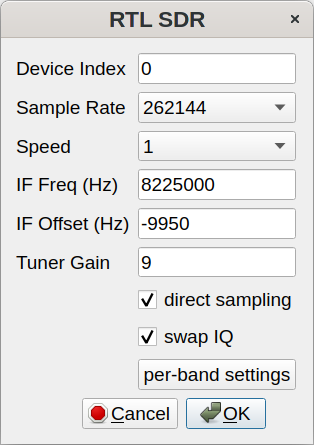 RTL SDR
Device Index 0
Sample Rate 262144
Speed 1
IF Freq (Hz) 8225000
IF Offset (Hz) -9950
Tuner Gain 9
direct sampling
swap IQ
per-band settings
Cancel OK